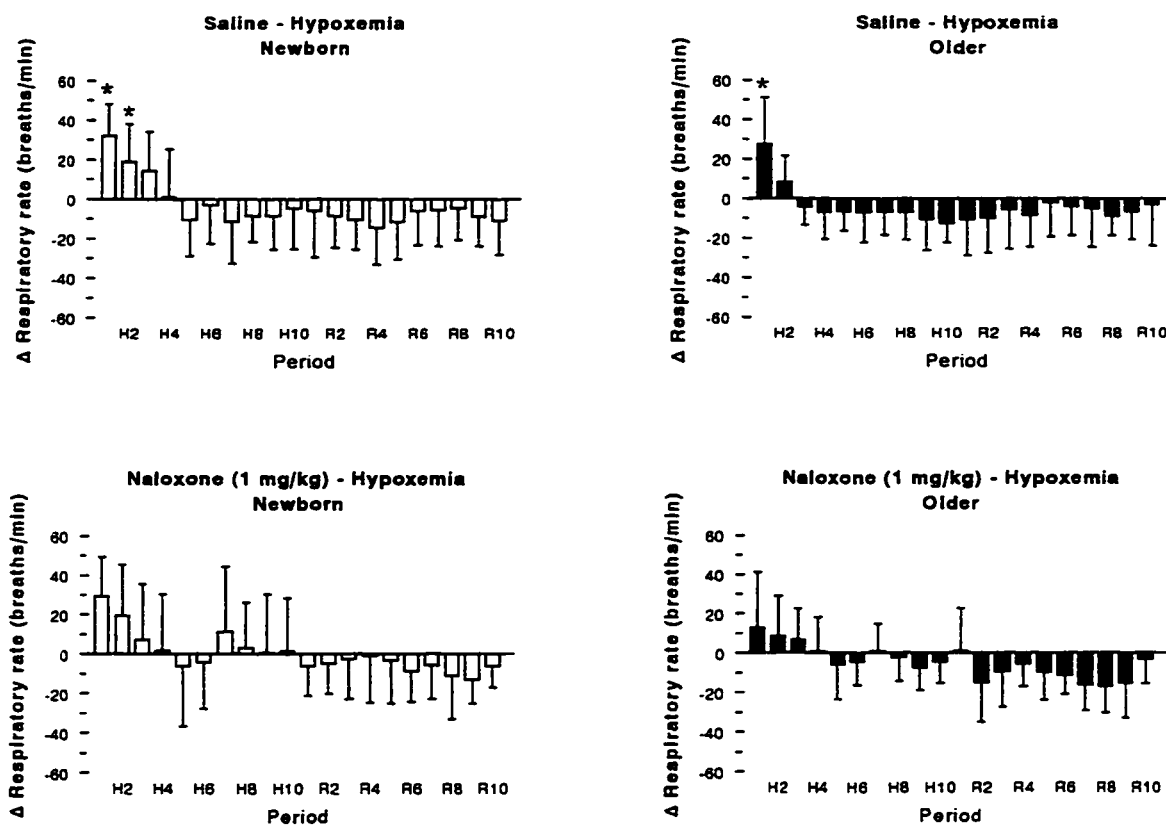 Saline - Hypoxemia
Newborn
Δ Respiratory rate (breaths/min)
60
40
20
0
-20
-40
-60
* *
H2 H4 H6 H8 H10 R2 R4 R6 R8 R10
Period
Saline - Hypoxemia
Older
Δ Respiratory rate (breaths/min)
60
40
20
0
-20
-40
-60
*
H2 H4 H6 H8 H10 R2 R4 R6 R8 R10
Period
Naloxone (1 mg/kg) - Hypoxemia
Newborn
Δ Respiratory rate (breaths/min)
60
40
20
0
-20
-40
-60
H2 H4 H6 H8 H10 R2 R4 R6 R8 R10
Period
Naloxone (1 mg/kg) - Hypoxemia
Older
Δ Respiratory rate (breaths/min)
60
40
20
0
-20
-40
-60
H2 H4 H6 H8 H10 R2 R4 R6 R8 R10
Period